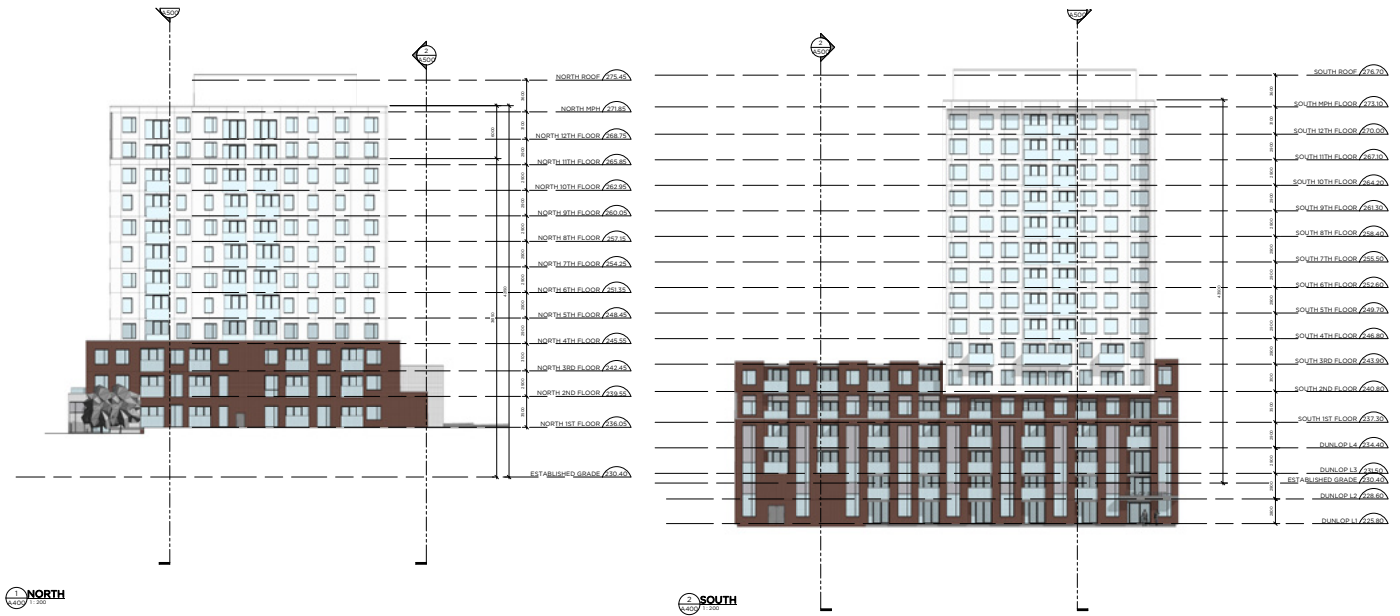 A500
2
A500
NORTH ROOF 275.45
NORTH MPH 271.85
NORTH 12TH FLOOR 268.75
NORTH 11TH FLOOR 265.85
NORTH 10TH FLOOR 262.95
NORTH 9TH FLOOR 260.05
NORTH 8TH FLOOR 257.15
NORTH 7TH FLOOR 254.25
NORTH 6TH FLOOR 251.35
NORTH 5TH FLOOR 248.45
NORTH 4TH FLOOR 245.55
NORTH 3RD FLOOR 242.45
NORTH 2ND FLOOR 239.55
NORTH 1ST FLOOR 236.05
ESTABLISHED GRADE 230.40
1
A400
NORTH
1 : 200
2
A500
A500
SOUTH ROOF 276.70
SOUTH MPH FLOOR 273.10
SOUTH 12TH FLOOR 270.00
SOUTH 11TH FLOOR 267.10
SOUTH 10TH FLOOR 264.20
SOUTH 9TH FLOOR 261.30
SOUTH 8TH FLOOR 258.40
SOUTH 7TH FLOOR 255.50
SOUTH 6TH FLOOR 252.60
SOUTH 5TH FLOOR 249.70
SOUTH 4TH FLOOR 246.80
SOUTH 3RD FLOOR 243.90
SOUTH 2ND FLOOR 240.80
SOUTH 1ST FLOOR 237.30
DUNLOP L4 234.40
DUNLOP L3 231.50
ESTABLISHED GRADE 230.40
DUNLOP L2 228.60
DUNLOP L1 225.80
2
A400
SOUTH
1 : 200